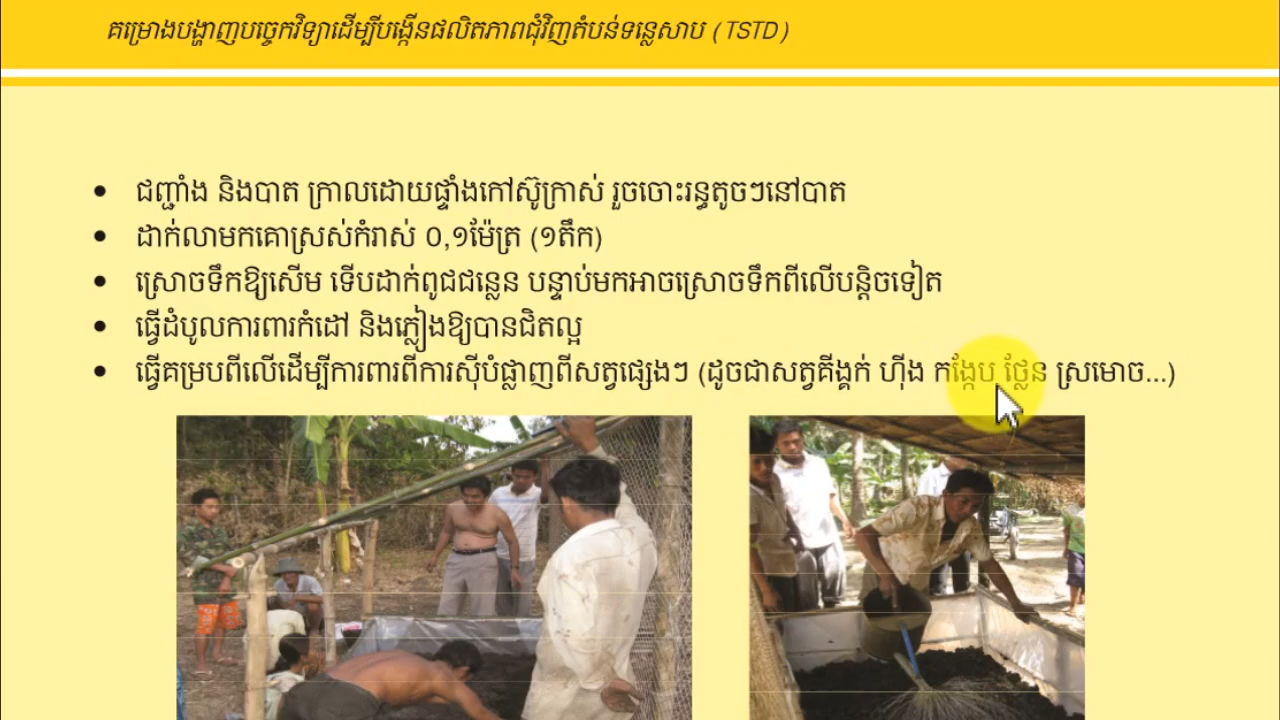 គម្រោងបង្ហាញបច្ចេកវិទ្យាដើម្បីបង្កើនផលិតភាពជុំវិញតំបន់ទន្លេសាប (TSTD)
• ជញ្ជាំង និងបាត ក្រាលដោយផ្ទាំងកៅស៊ូក្រាស់ រួចចោះរន្ធតូចៗនៅបាត
• ដាក់លាមកគោស្រស់កំរាស់ ០,១ម៉ែត្រ (១តឹក)
• ស្រោចទឹកឱ្យសើម ទើបដាក់ពូជជន្លេន បន្ទាប់មកអាចស្រោចទឹកពីលើបន្តិចទៀត
• ធ្វើដំបូលការពារកំដៅ និងភ្លៀងឱ្យបានជិតល្អ
• ធ្វើគម្របពីលើដើម្បីការពារពីការស៊ីបំផ្លាញពីសត្វផ្សេងៗ (ដូចជាសត្វគីង្គក់ ហ៊ីង កង្កែប ថ្លែន ស្រមោច...)